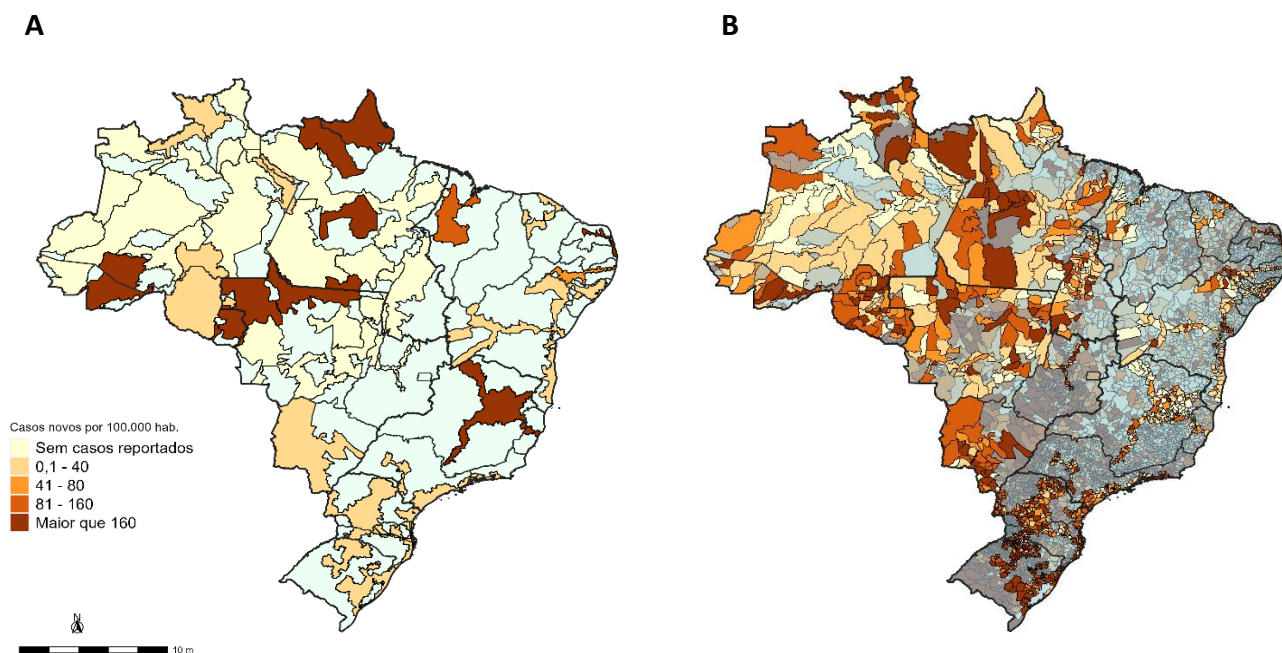 A
B
Casos novos por 100.000 hab.
Sem casos reportados
0,1 - 40
41 - 80
81 - 160
Maior que 160
N
10 m